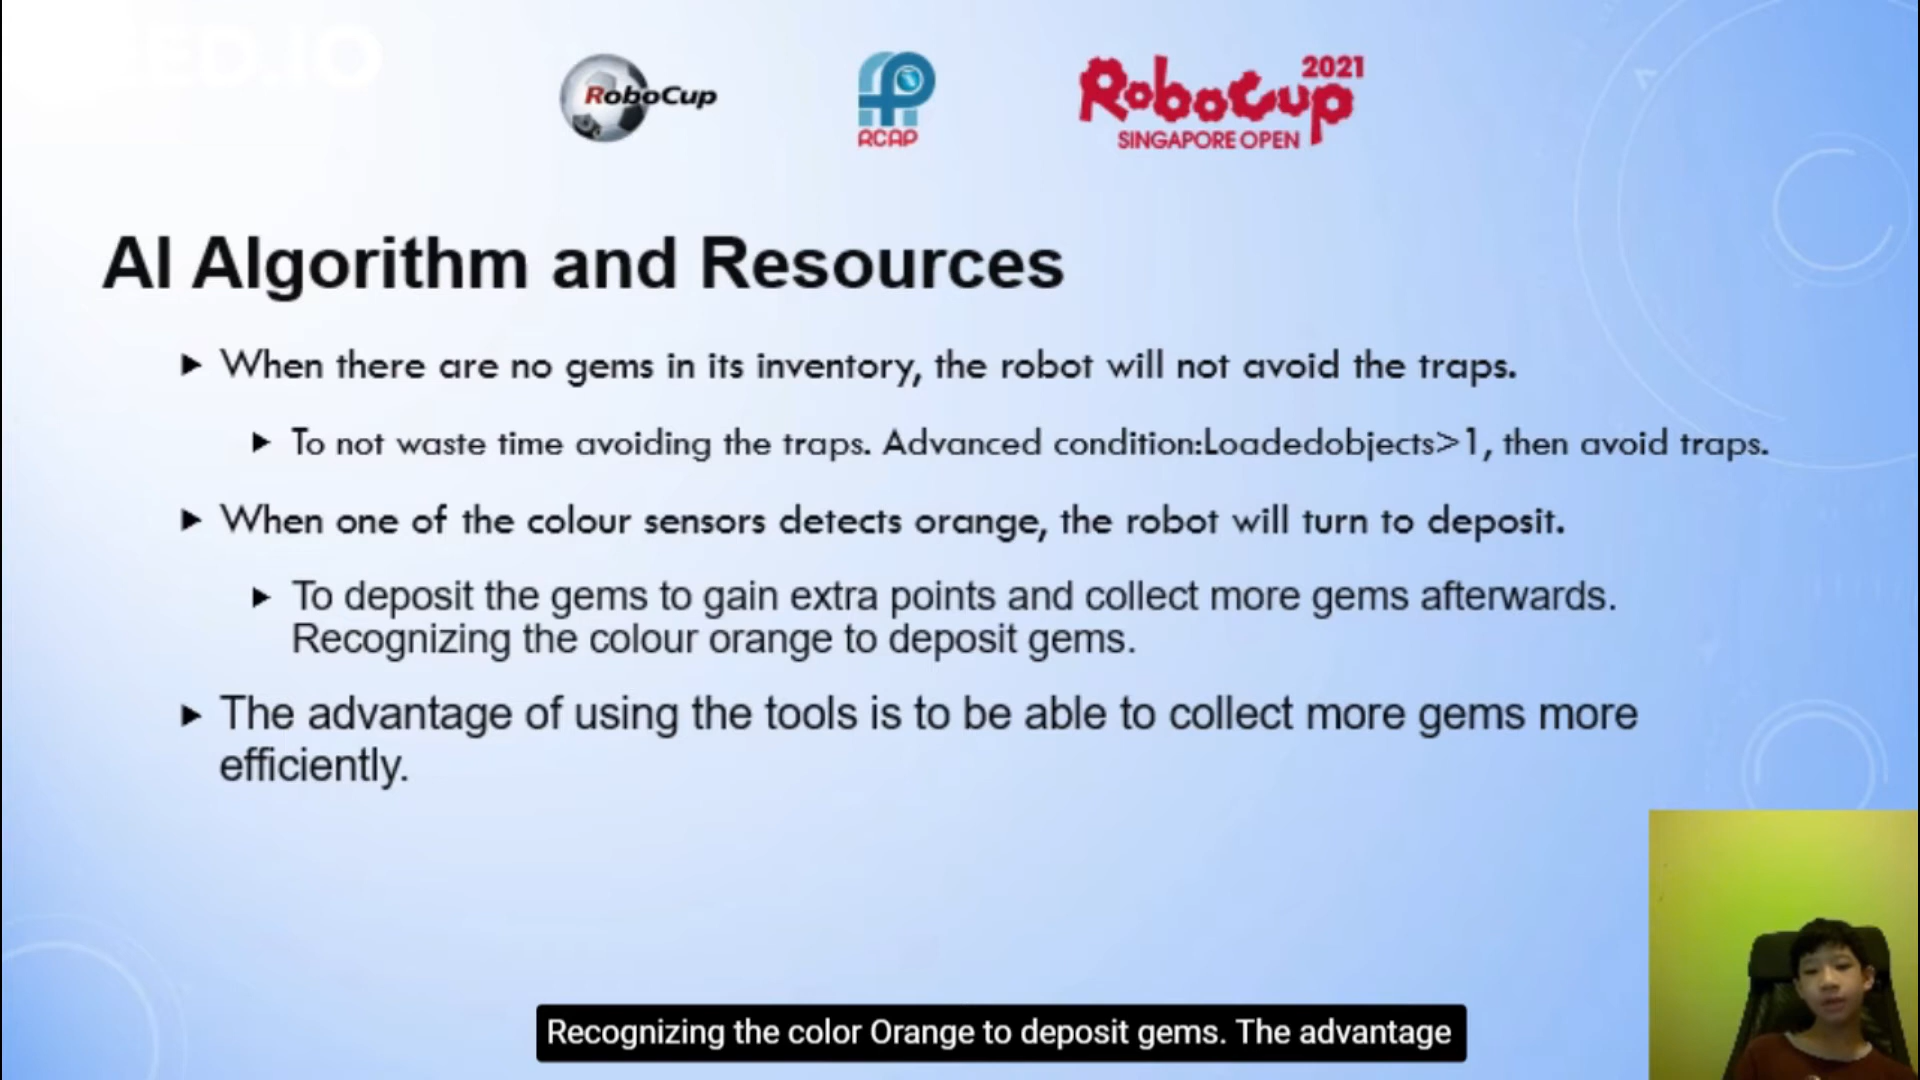 RoboCup
RCAP
RoboCup 2021
SINGAPORE OPEN
AI Algorithm and Resources
When there are no gems in its inventory, the robot will not avoid the traps.
To not waste time avoiding the traps. Advanced condition:Loadedobjects>1, then avoid traps.
When one of the colour sensors detects orange, the robot will turn to deposit.
To deposit the gems to gain extra points and collect more gems afterwards.
Recognizing the colour orange to deposit gems.
The advantage of using the tools is to be able to collect more gems more
efficiently.
Recognizing the color Orange to deposit gems. The advantage